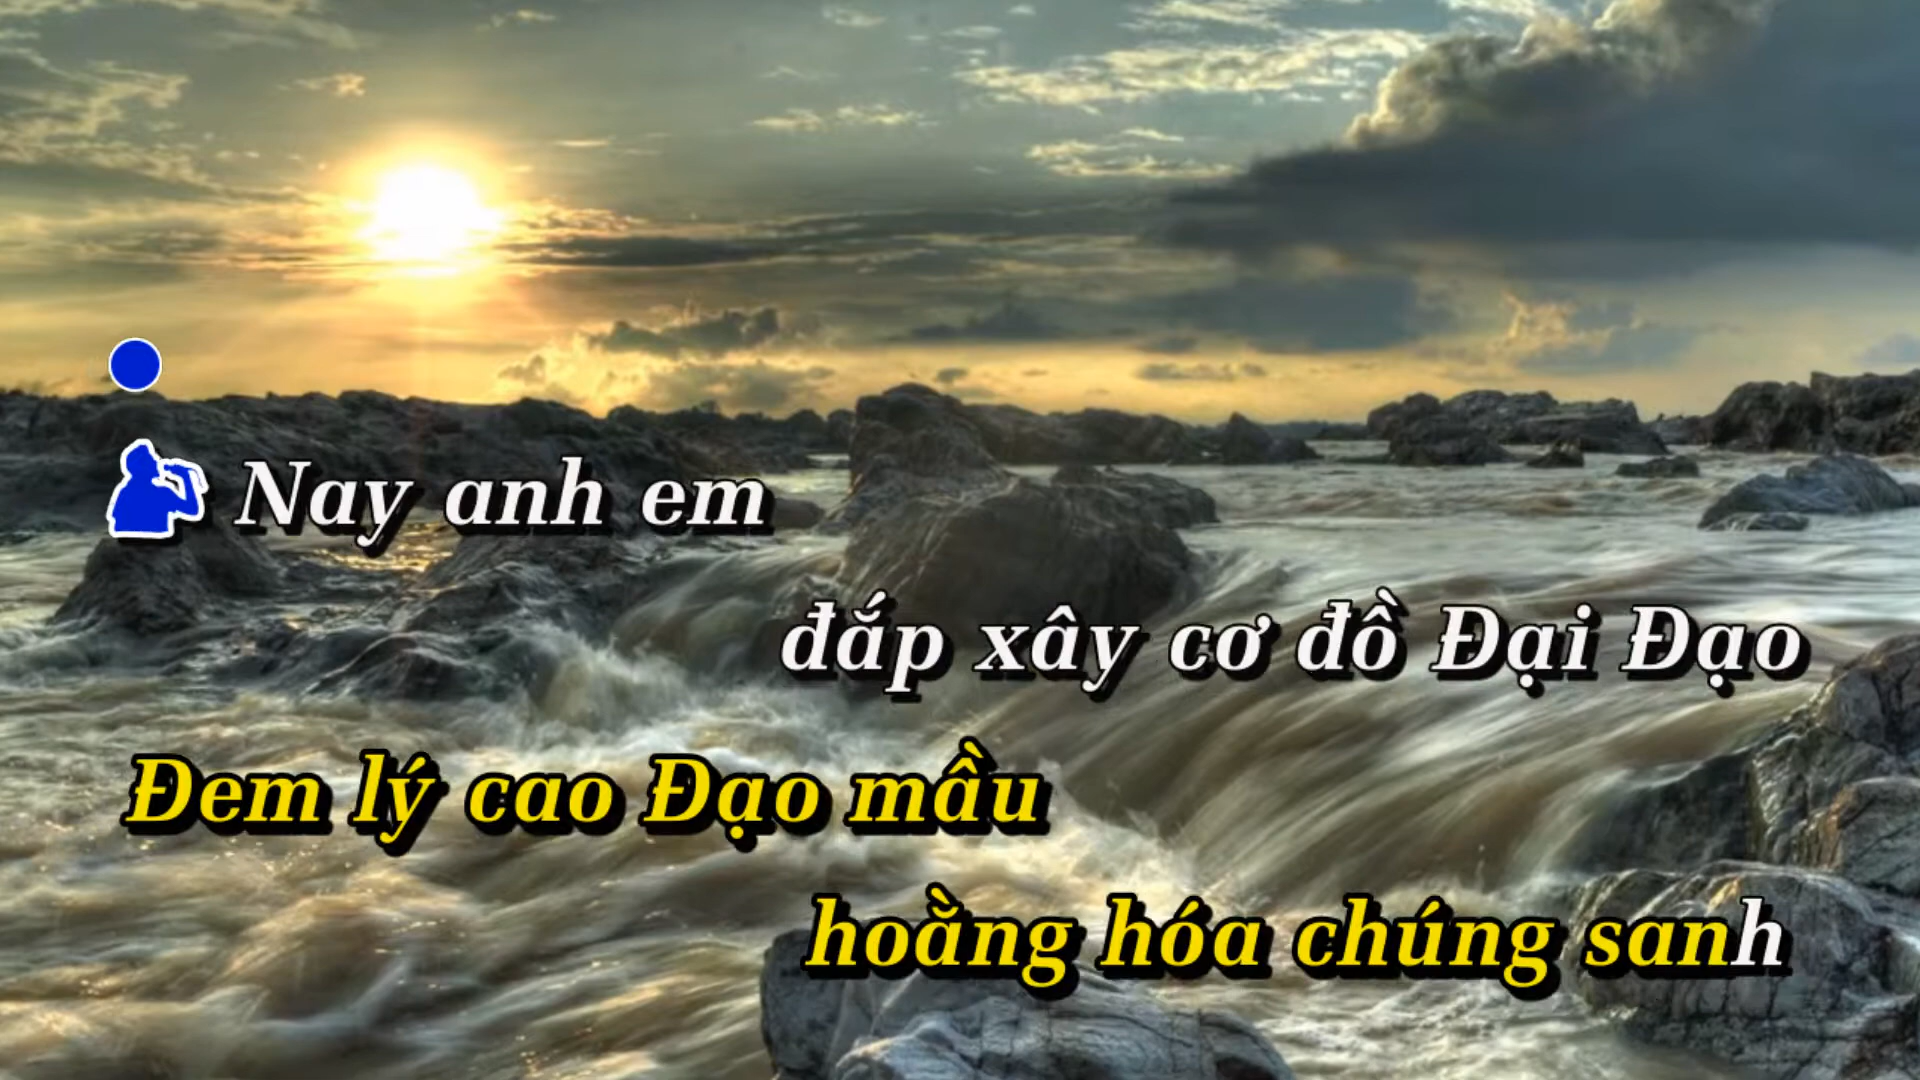 Nay anh em
đắp xây cơ đồ Đại Đạo
Đem lý cao Đạo mầu
hoằng hóa chúng sanh